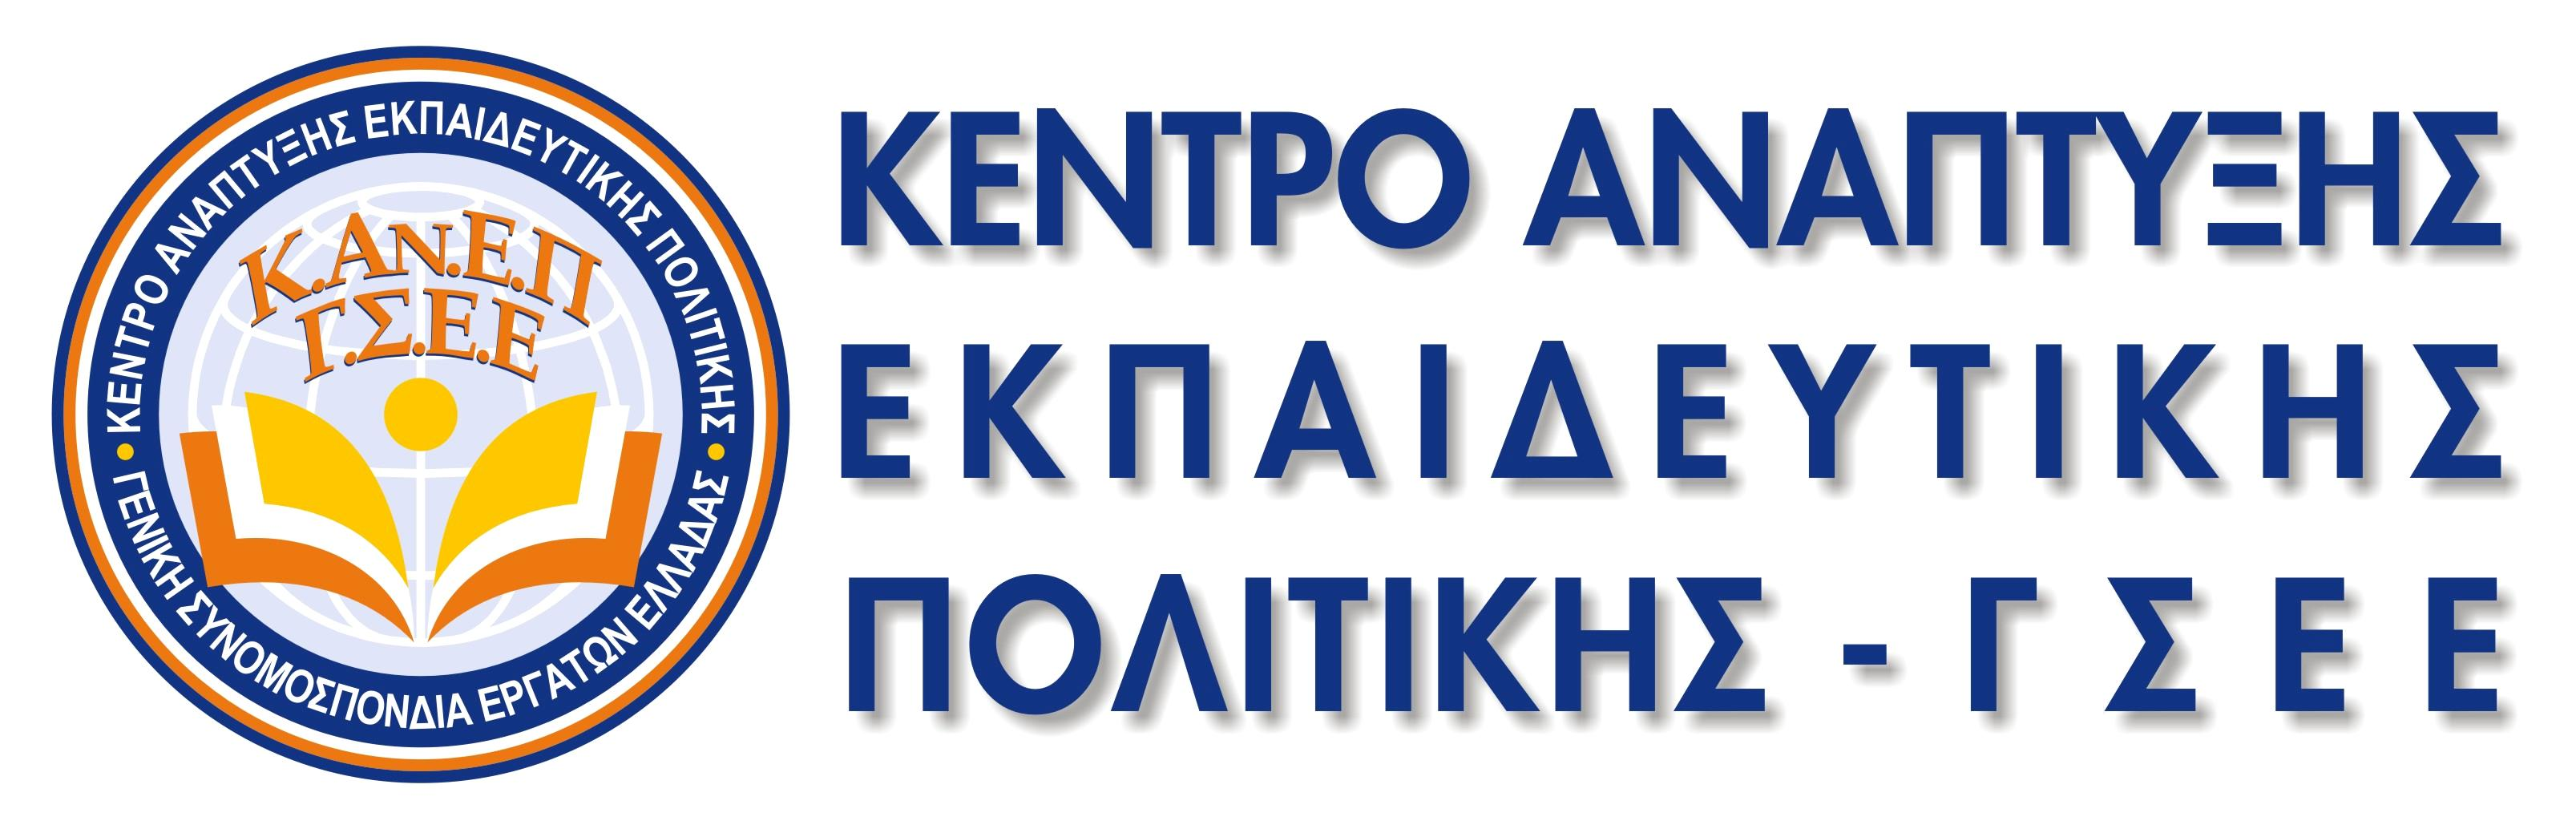 ΚΕΝΤΡΟ ΑΝΑΠΤΥΞΗΣ ΕΚΠΑΙΔΕΥΤΙΚΗΣ ΠΟΛΙΤΙΚΗΣ
Κ.ΑΝ.Ε.Π
Γ.Σ.Ε.Ε
ΓΕΝΙΚΗ ΣΥΝΟΜΟΣΠΟΝΔΙΑ ΕΡΓΑΤΩΝ ΕΛΛΑΔΑΣ
ΚΕΝΤΡΟ ΑΝΑΠΤΥΞΗΣ
ΕΚΠΑΙΔΕΥΤΙΚΗΣ
ΠΟΛΙΤΙΚΗΣ - ΓΣΕΕ